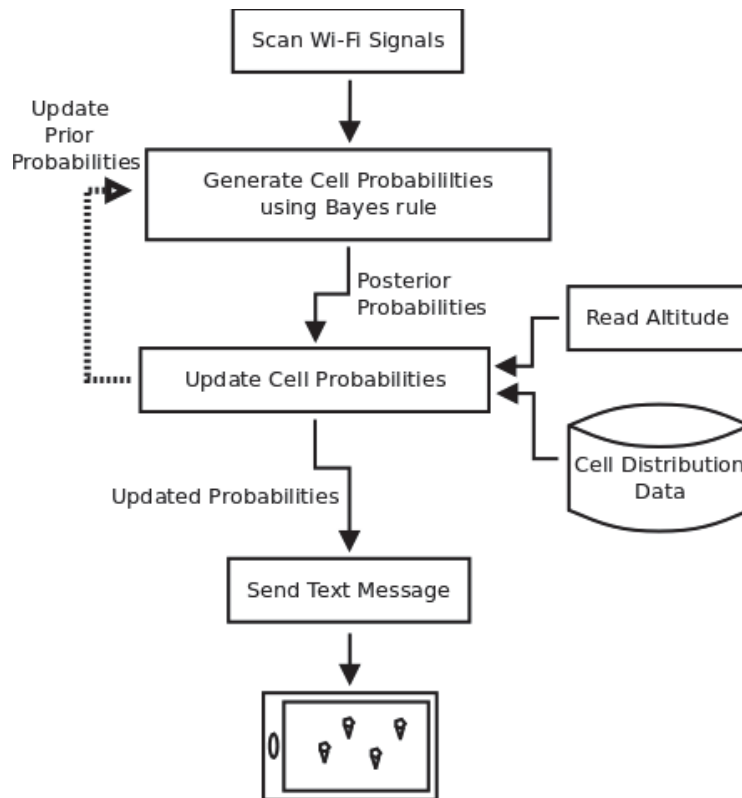 Scan Wi-Fi Signals
Update
Prior
Probabilities
Generate Cell Probabililties
using Bayes rule
Posterior
Probabilities
Read Altitude
Update Cell Probabilities
Cell Distribution
Data
Updated Probabilities
Send Text Message